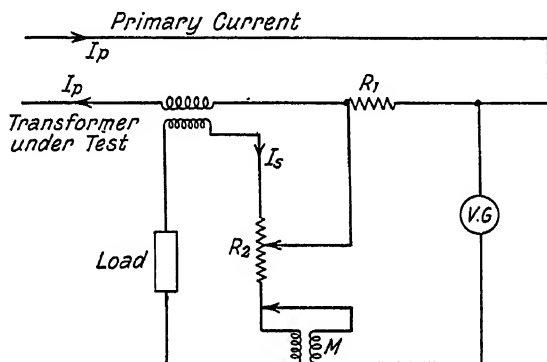 Primary Current
Ip
Ip
R1
Transformer
under Test
Is
V.G
R2
Load
M